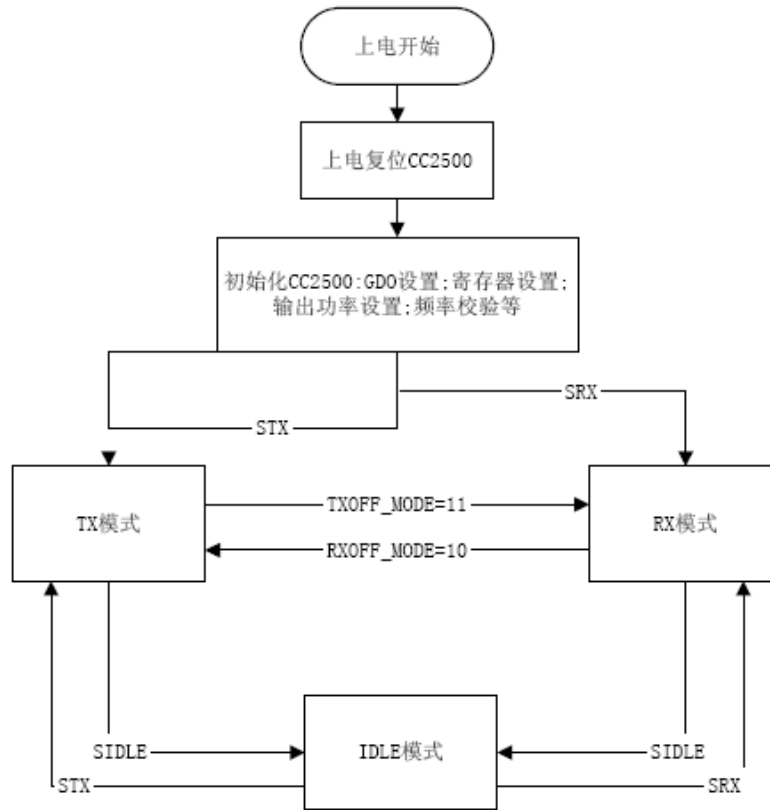 上电开始
上电复位CC2500
初始化CC2500:GDO设置;寄存器设置;
输出功率设置;频率校验等
SRX
STX
TX模式
TXOFF_MODE=11
RXOFF_MODE=10
RX模式
SIDLE
IDLE模式
SIDLE
STX
SRX